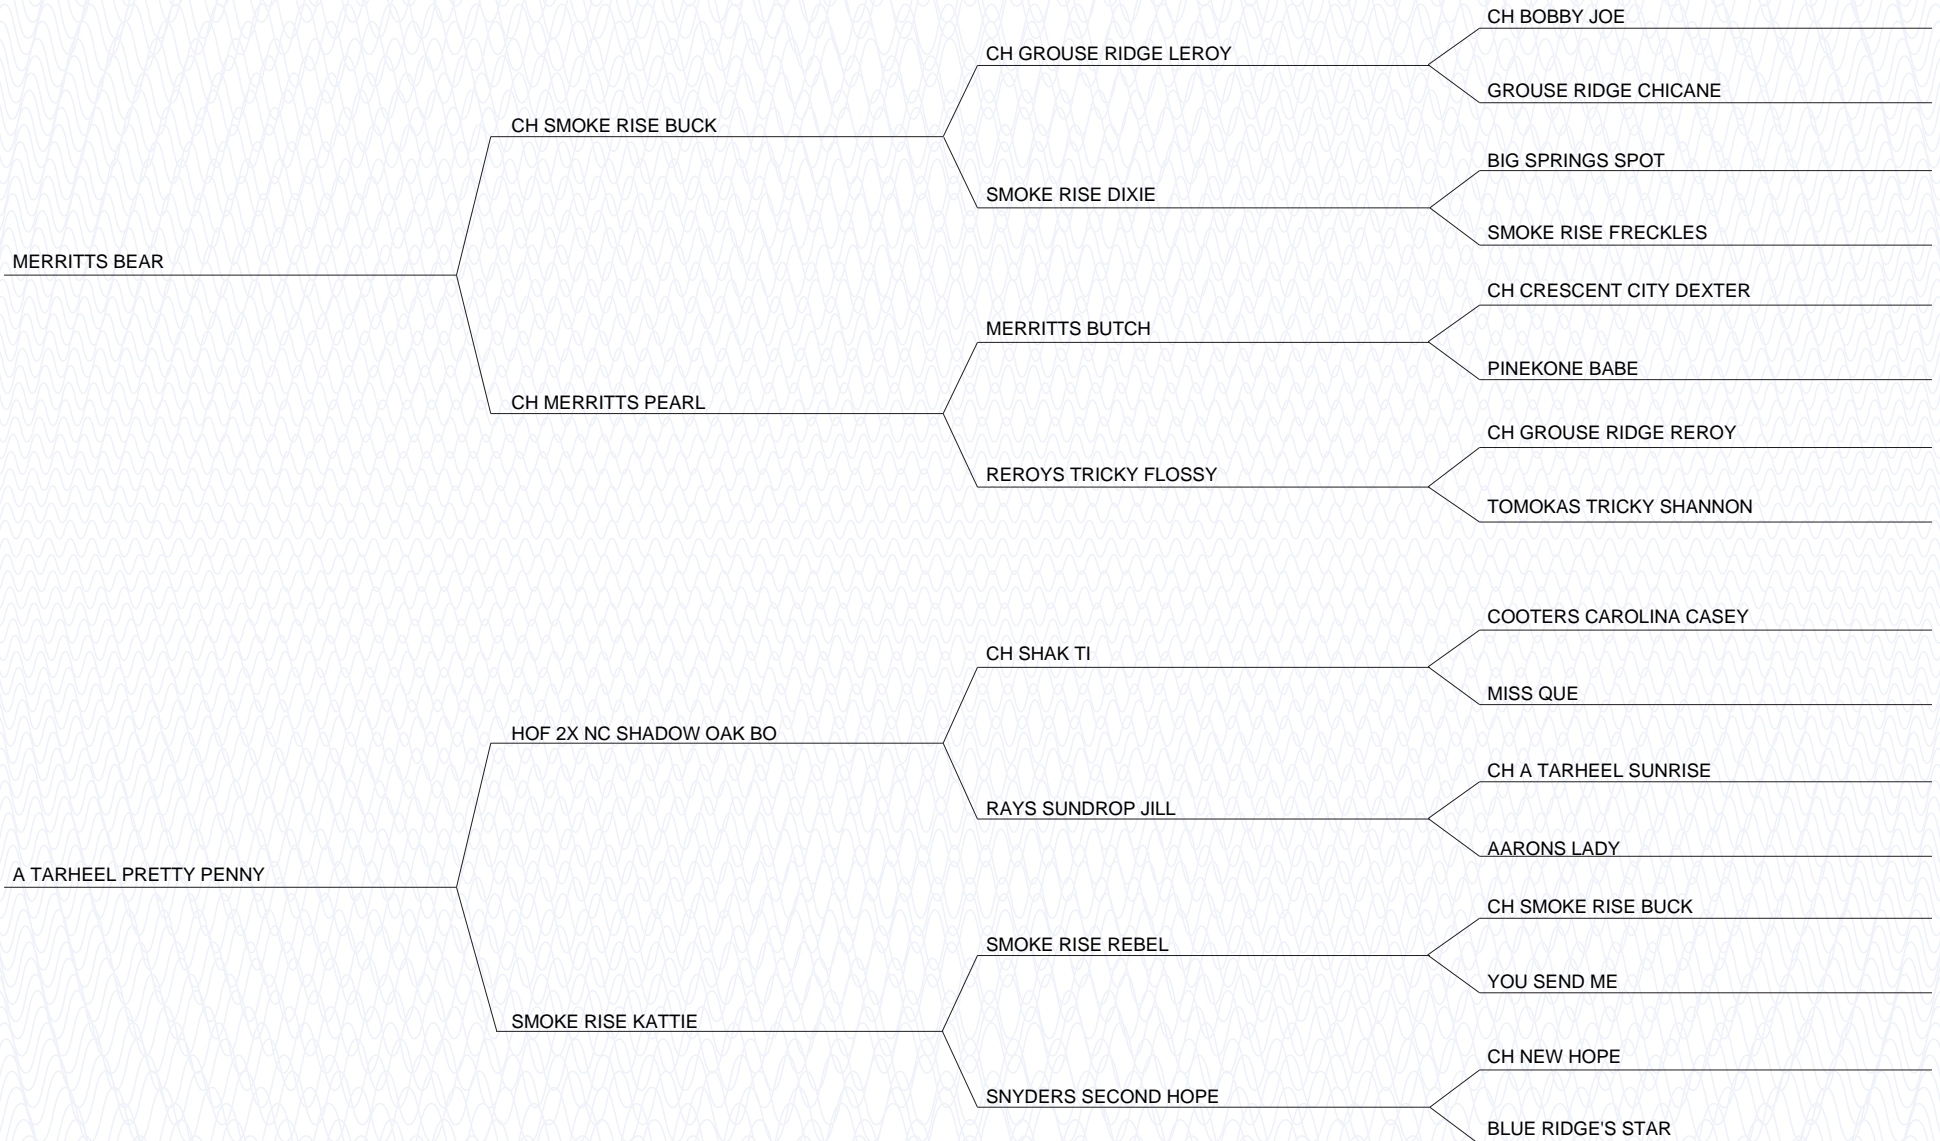 CH BOBBY JOE
CH GROUSE RIDGE LEROY
GROUSE RIDGE CHICANE
CH SMOKE RISE BUCK
BIG SPRINGS SPOT
SMOKE RISE DIXIE
SMOKE RISE FRECKLES
MERRITTS BEAR
CH CRESCENT CITY DEXTER
MERRITTS BUTCH
PINEKONE BABE
CH MERRITTS PEARL
CH GROUSE RIDGE REROY
REROYS TRICKY FLOSSY
TOMOKAS TRICKY SHANNON
COOTERS CAROLINA CASEY
CH SHAK TI
MISS QUE
HOF 2X NC SHADOW OAK BO
CH A TARHEEL SUNRISE
RAYS SUNDROP JILL
AARONS LADY
A TARHEEL PRETTY PENNY
CH SMOKE RISE BUCK
SMOKE RISE REBEL
YOU SEND ME
SMOKE RISE KATTIE
CH NEW HOPE
SNYDERS SECOND HOPE
BLUE RIDGE'S STAR